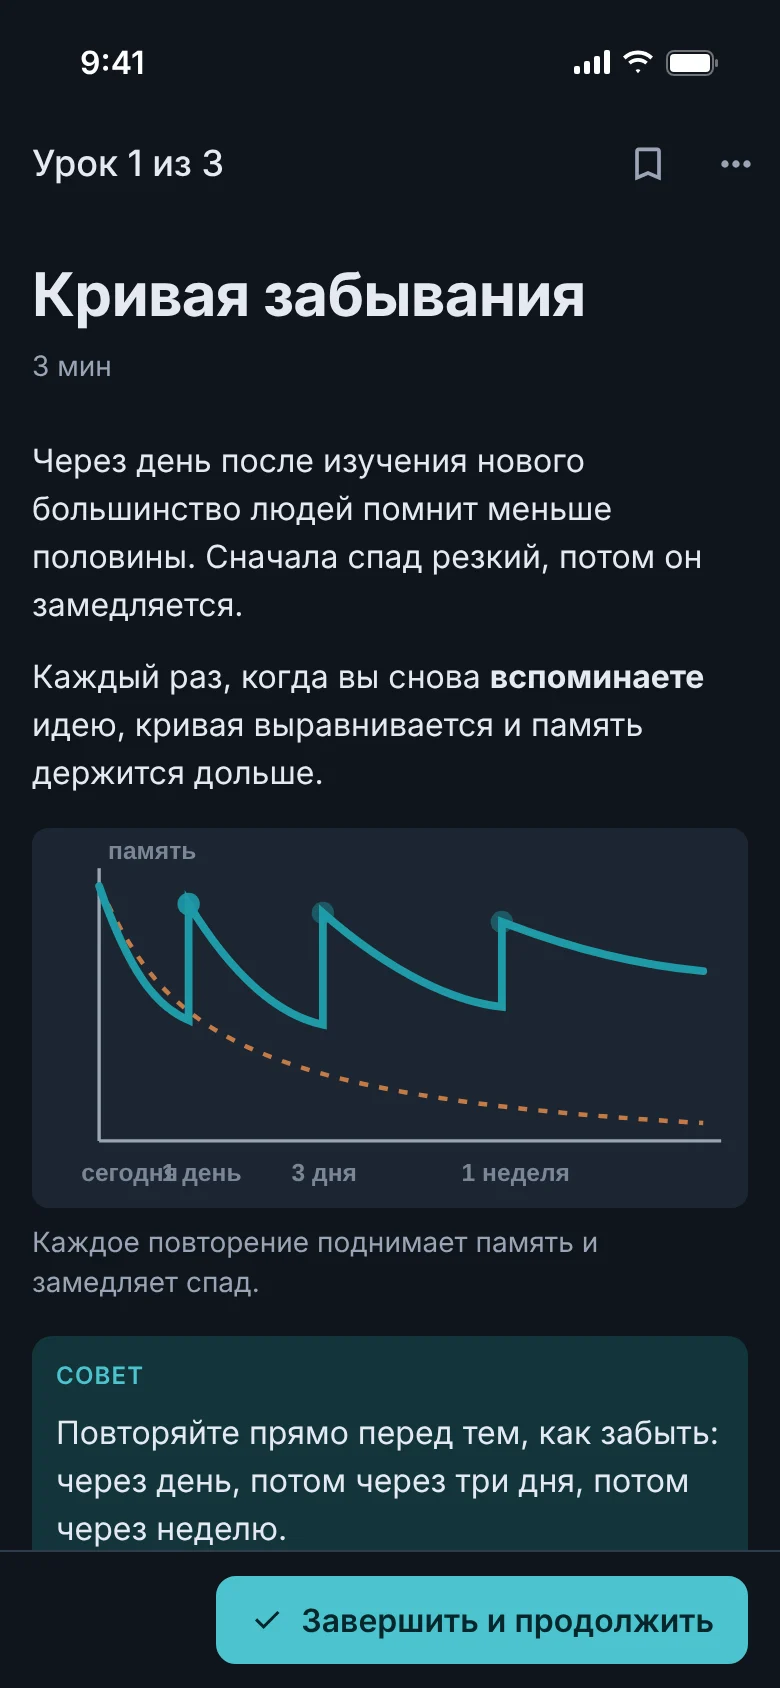 9:41
Урок 1 из 3
Кривая забывания
3 мин
Через день после изучения нового
большинство людей помнит меньше
половины. Сначала спад резкий, потом он
замедляется.
Каждый раз, когда вы снова вспоминаете
идею, кривая выравнивается и память
держится дольше.
память
сегодня 1 день 3 дня 1 неделя
Каждое повторение поднимает память и
замедляет спад.
СОВЕТ
Повторяйте прямо перед тем, как забыть:
через день, потом через три дня, потом
через неделю.
Завершить и продолжить